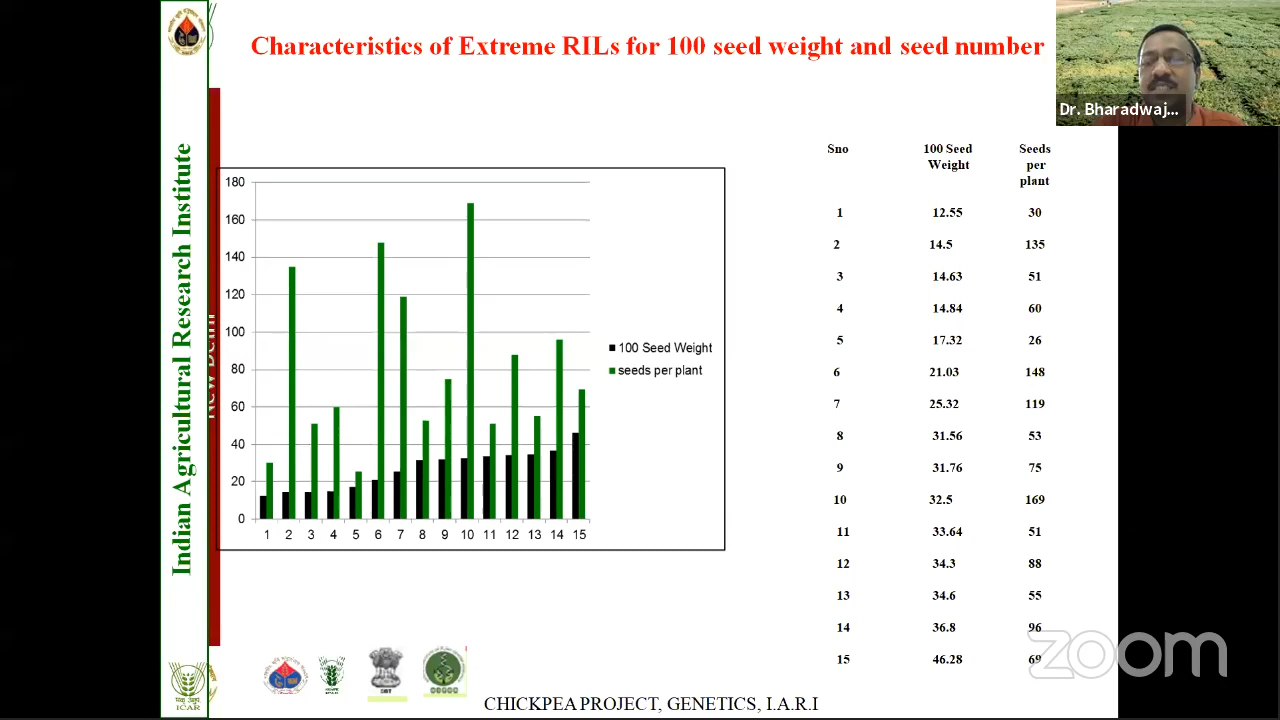 Characteristics of Extreme RILs for 100 seed weight and seed number
Dr. Bharadwaj...
Indian Agricultural Research Institute
New Delhi
180
160
140
120
100
80
60
40
20
0
1 2 3 4 5 6 7 8 9 10 11 12 13 14 15
100 Seed Weight
seeds per plant
Sno 100 Seed Weight Seeds per plant
1 12.55 30
2 14.5 135
3 14.63 51
4 14.84 60
5 17.32 26
6 21.03 148
7 25.32 119
8 31.56 53
9 31.76 75
10 32.5 169
11 33.64 51
12 34.3 88
13 34.6 55
14 36.8 96
15 46.28 69
zoom
ICAR
CHICKPEA PROJECT, GENETICS, I.A.R.I